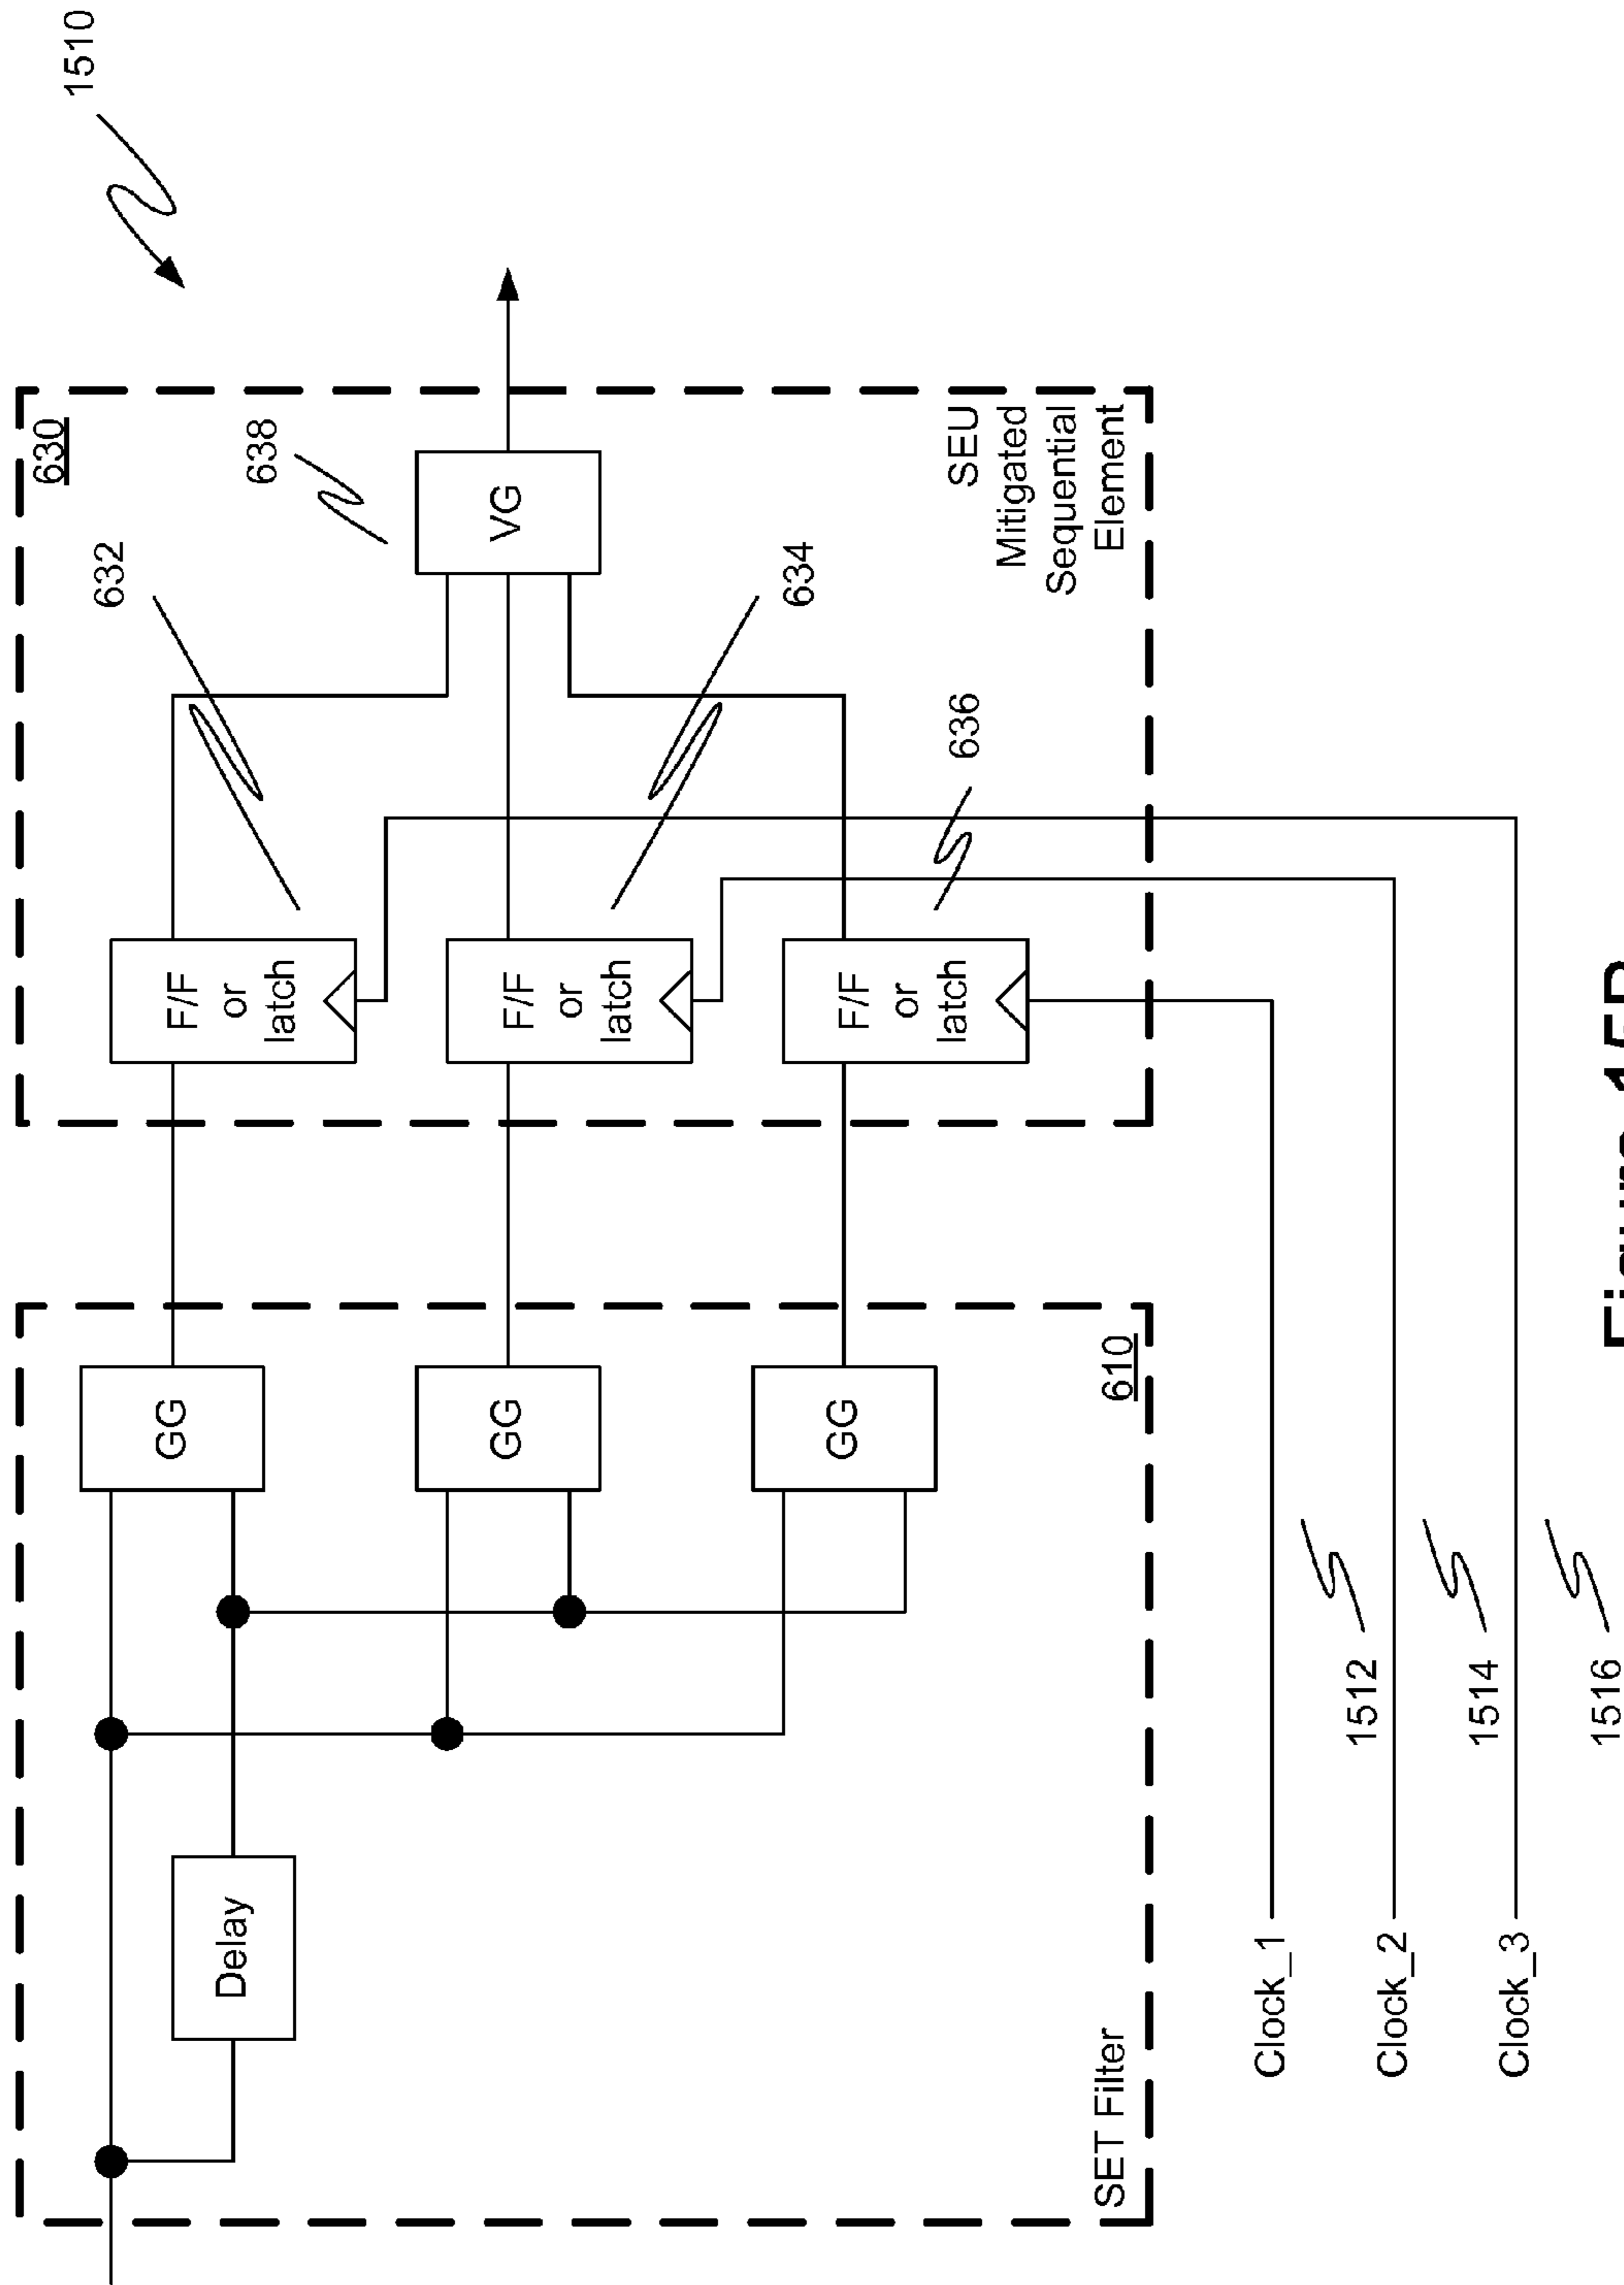 1510
630
632
638
VG
634
636
F/F
or
latch
F/F
or
latch
F/F
or
latch
SEU
Mitigated
Sequential
Element
GG
GG
GG
610
Delay
SET Filter
Clock_1
1512
Clock_2
1514
Clock_3
1516